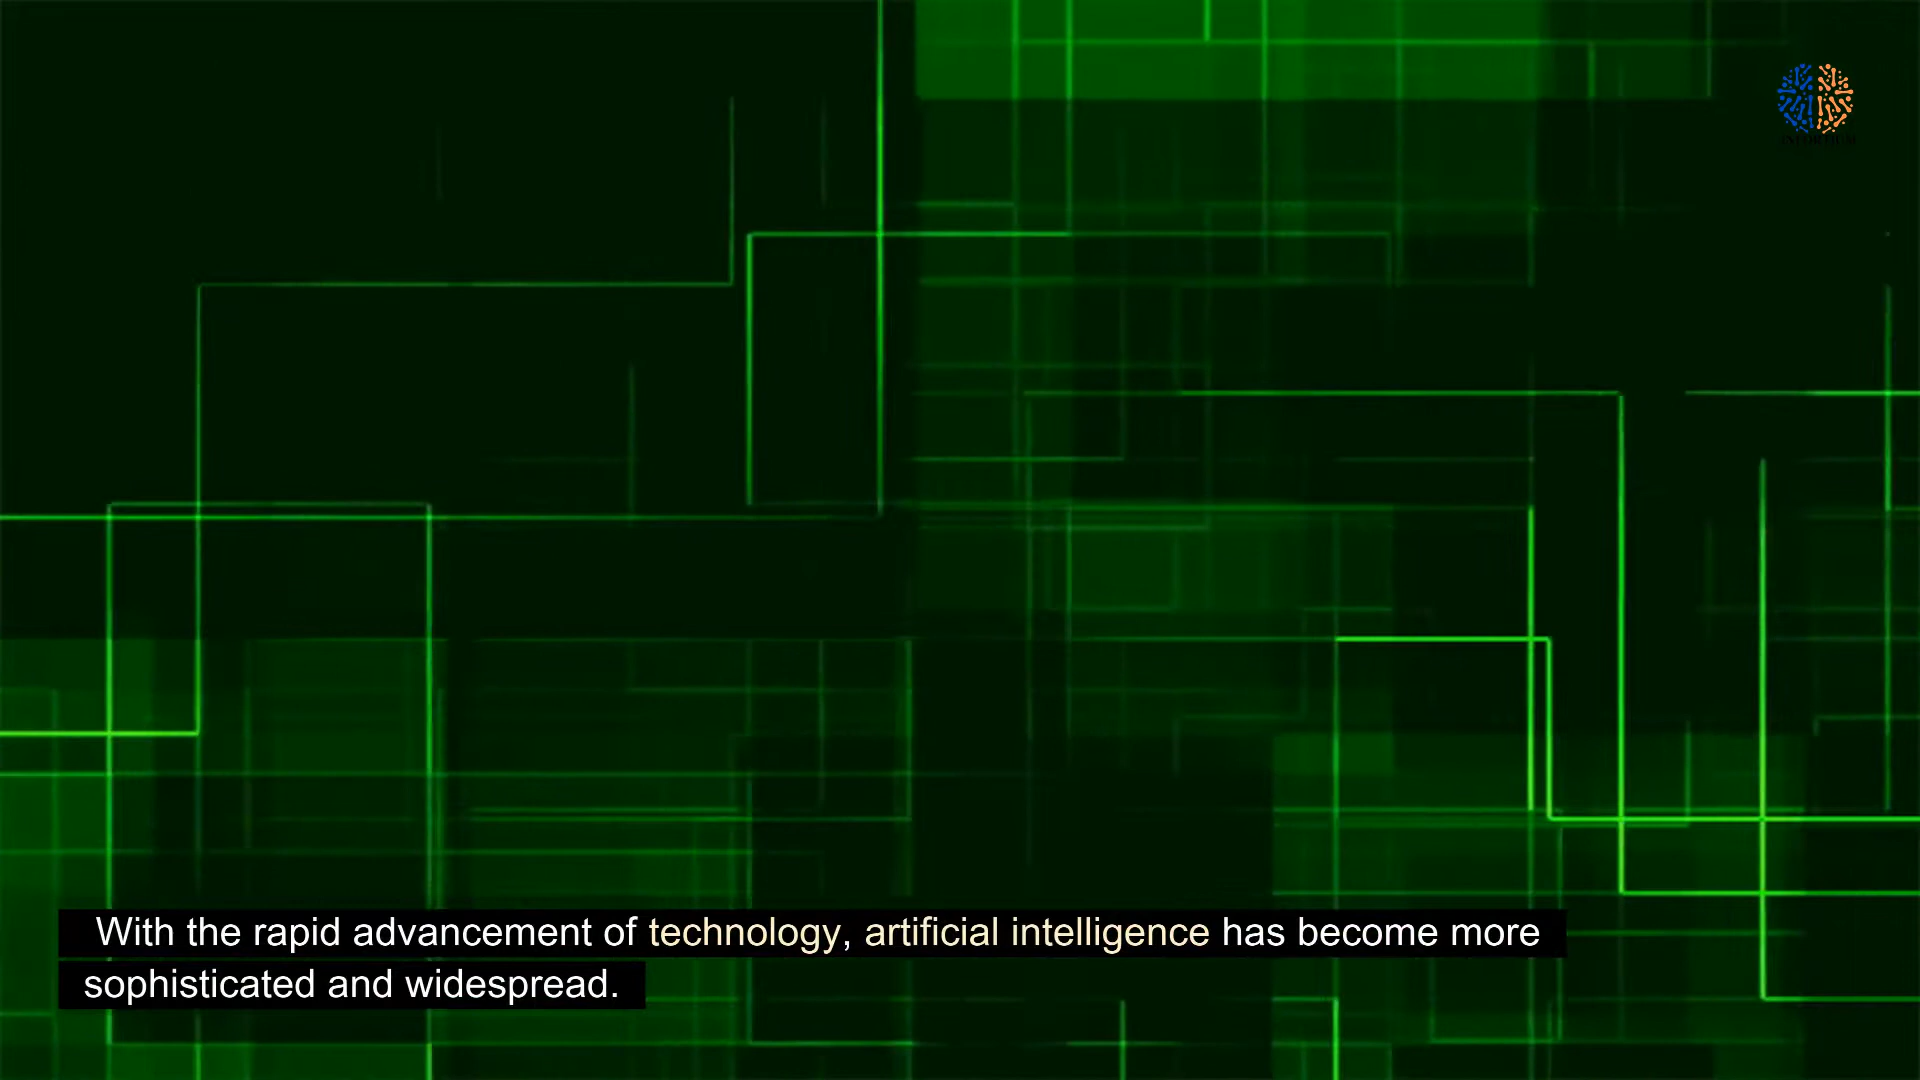 With the rapid advancement of technology, artificial intelligence has become more
sophisticated and widespread.